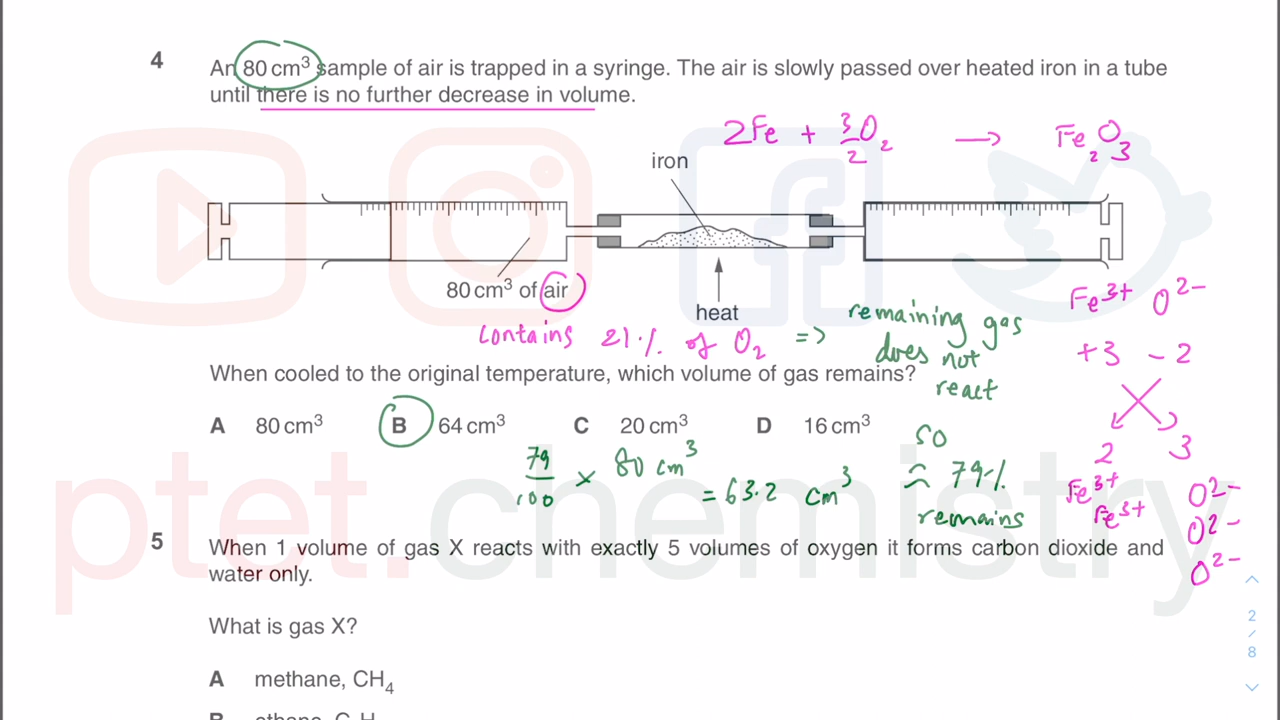 4 An 80 cm³ sample of air is trapped in a syringe. The air is slowly passed over heated iron in a tube
until there is no further decrease in volume.
2Fe + 3/2 O₂ → Fe₂O₃
iron
80 cm³ of air
heat
contains 21% of O₂ => remaining gas
does not
react
Fe³⁺ O²⁻
+3 -2
2 3
Fe³⁺ O²⁻
Fe³⁺ O²⁻
O²⁻
When cooled to the original temperature, which volume of gas remains?
A 80 cm³ B 64 cm³ C 20 cm³ D 16 cm³
79/100 × 80 cm³ = 63.2 cm³
so
≈ 79%
remains
ptet.chemistry
5 When 1 volume of gas X reacts with exactly 5 volumes of oxygen it forms carbon dioxide and
water only.
What is gas X?
A methane, CH₄
2
/
8